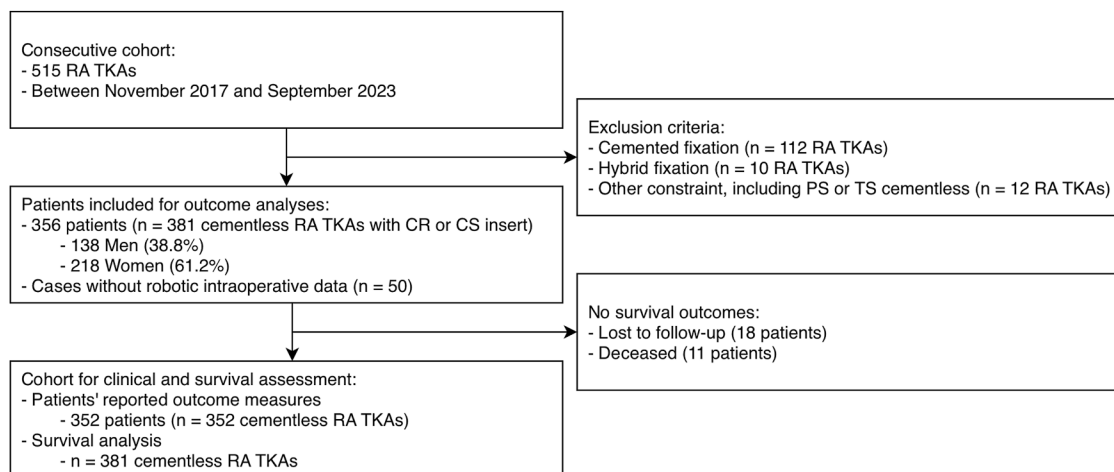 Consecutive cohort:
- 515 RA TKAs
- Between November 2017 and September 2023
Exclusion criteria:
- Cemented fixation (n = 112 RA TKAs)
- Hybrid fixation (n = 10 RA TKAs)
- Other constraint, including PS or TS cementless (n = 12 RA TKAs)
Patients included for outcome analyses:
- 356 patients (n = 381 cementless RA TKAs with CR or CS insert)
- 138 Men (38.8%)
- 218 Women (61.2%)
- Cases without robotic intraoperative data (n = 50)
No survival outcomes:
- Lost to follow-up (18 patients)
- Deceased (11 patients)
Cohort for clinical and survival assessment:
- Patients' reported outcome measures
- 352 patients (n = 352 cementless RA TKAs)
- Survival analysis
- n = 381 cementless RA TKAs